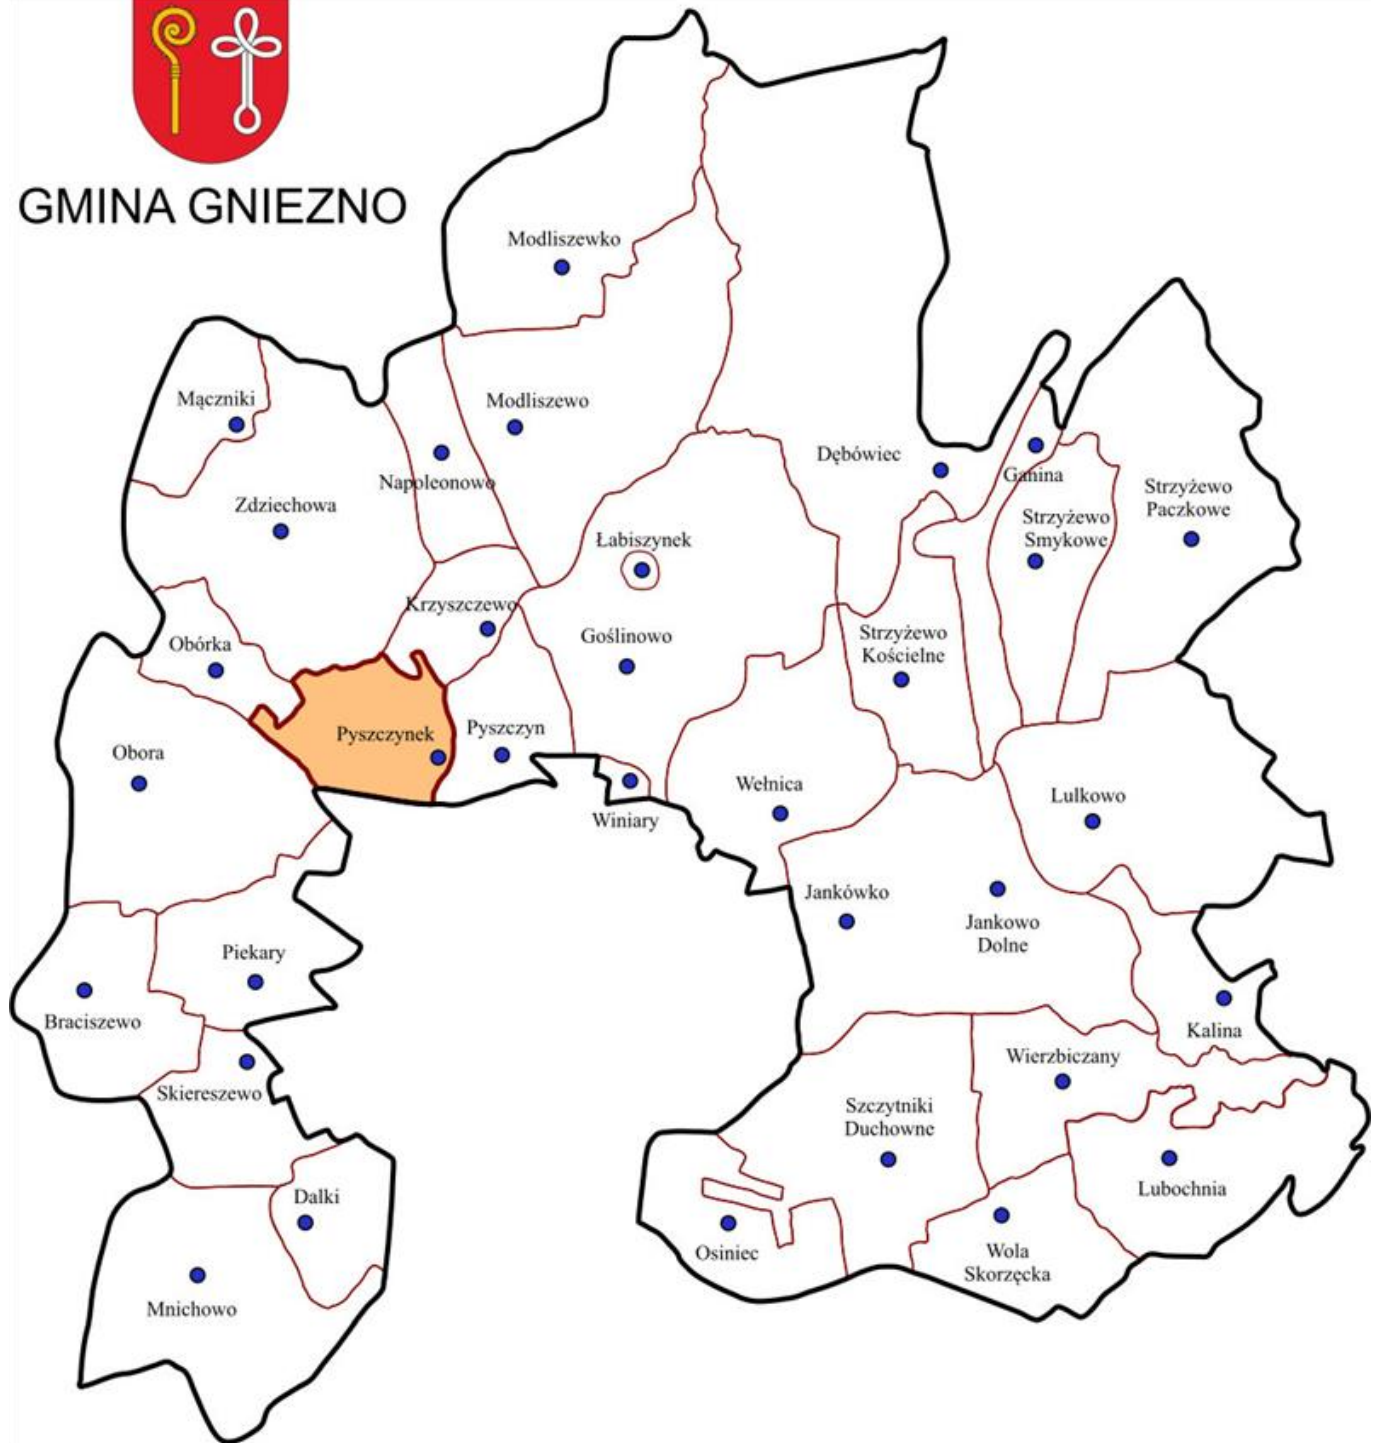 GMINA GNIEZNO
Modliszewko
Mączniki
Modliszewo
Napoleonowo
Dębówiec
Ganina
Strzyżewo
Paczkowe
Zdziechowa
Strzyżewo
Smykowe
Łabiszynek
Krzyszczewo
Goślinowo
Obórka
Strzyżewo
Kościelne
Pyszczynek
Pyszczyn
Obora
Wełnica
Lulkowo
Winiary
Jankówko
Jankowo
Dolne
Piekary
Braciszewo
Kalina
Wierzbiczany
Skiereszewo
Szczytniki
Duchowne
Lubochnia
Dalki
Osiniec
Wola
Skorzęcka
Mnichowo